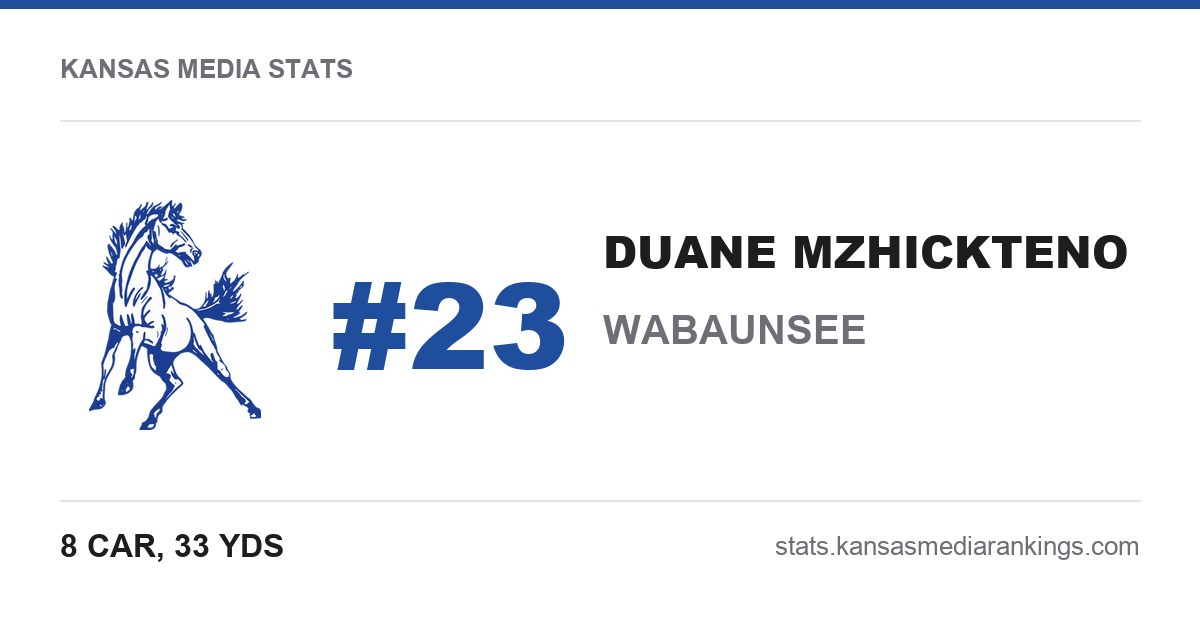 KANSAS MEDIA STATS
#23
DUANE MZHICKTENO
WABAUNSEE
8 CAR, 33 YDS
stats.kansasmediarankings.com